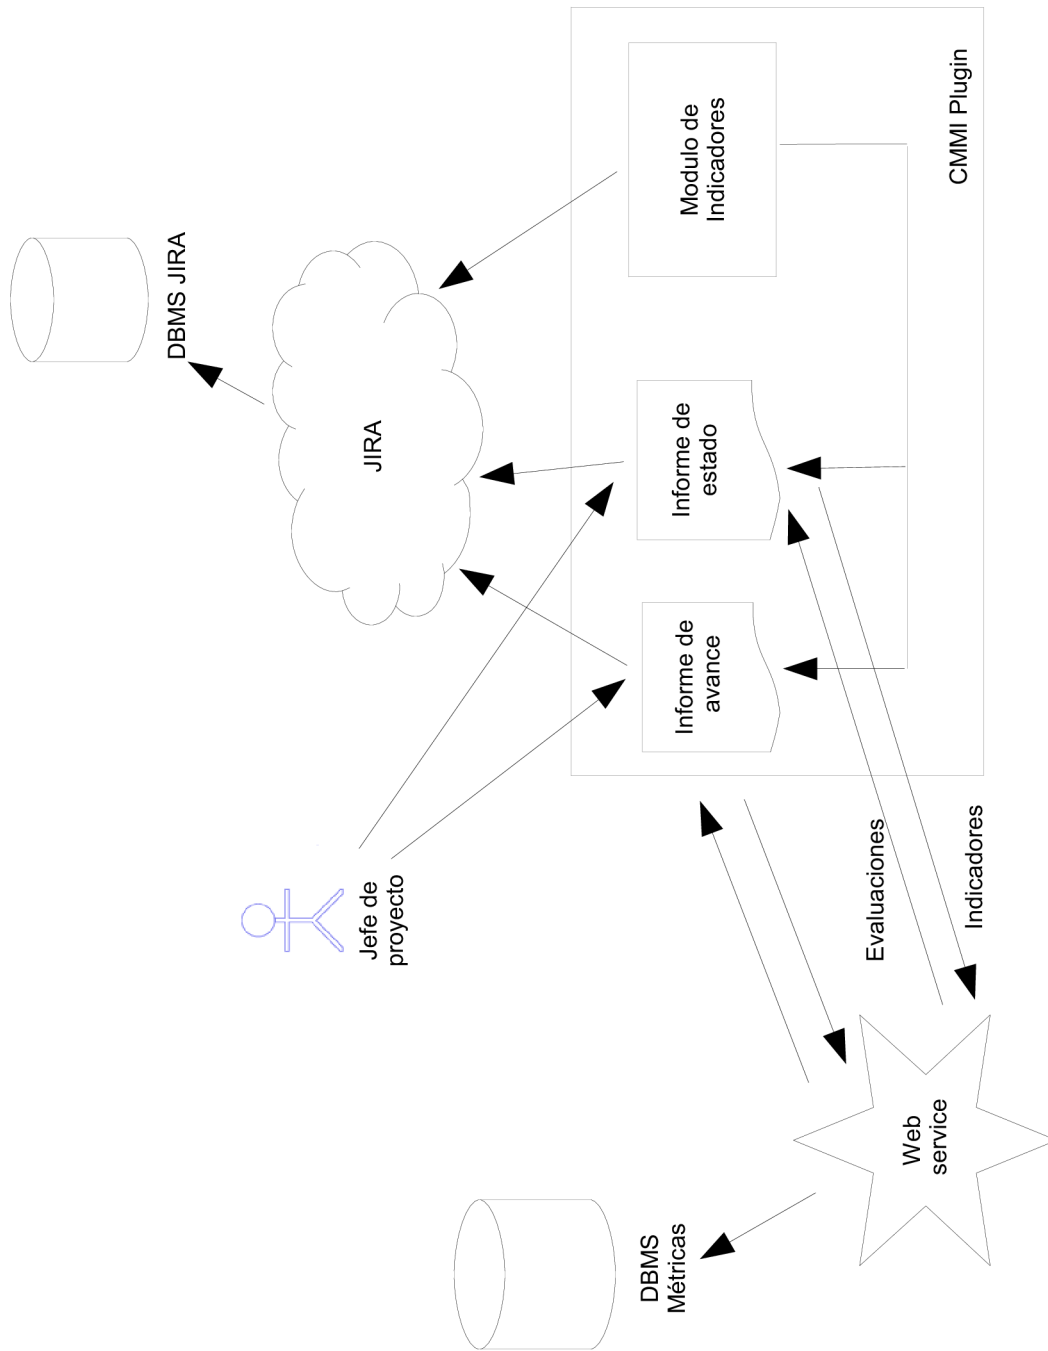 DBMS
Métricas
Web
service
Jefe de
proyecto
Evaluaciones
Indicadores
DBMS JIRA
JIRA
Informe de
avance
Informe de
estado
Modulo de
Indicadores
CMMI Plugin